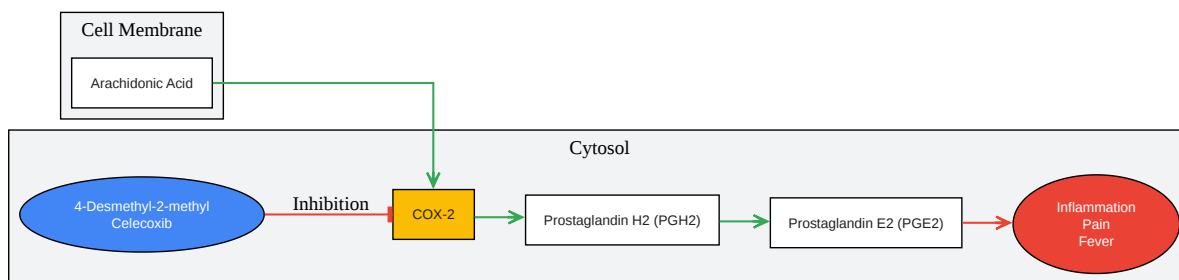 Cell Membrane
Arachidonic Acid
Cytosol
4-Desmethyl-2-methyl
Celecoxib
Inhibition
COX-2
Prostaglandin H2 (PGH2)
Prostaglandin E2 (PGE2)
Inflammation
Pain
Fever